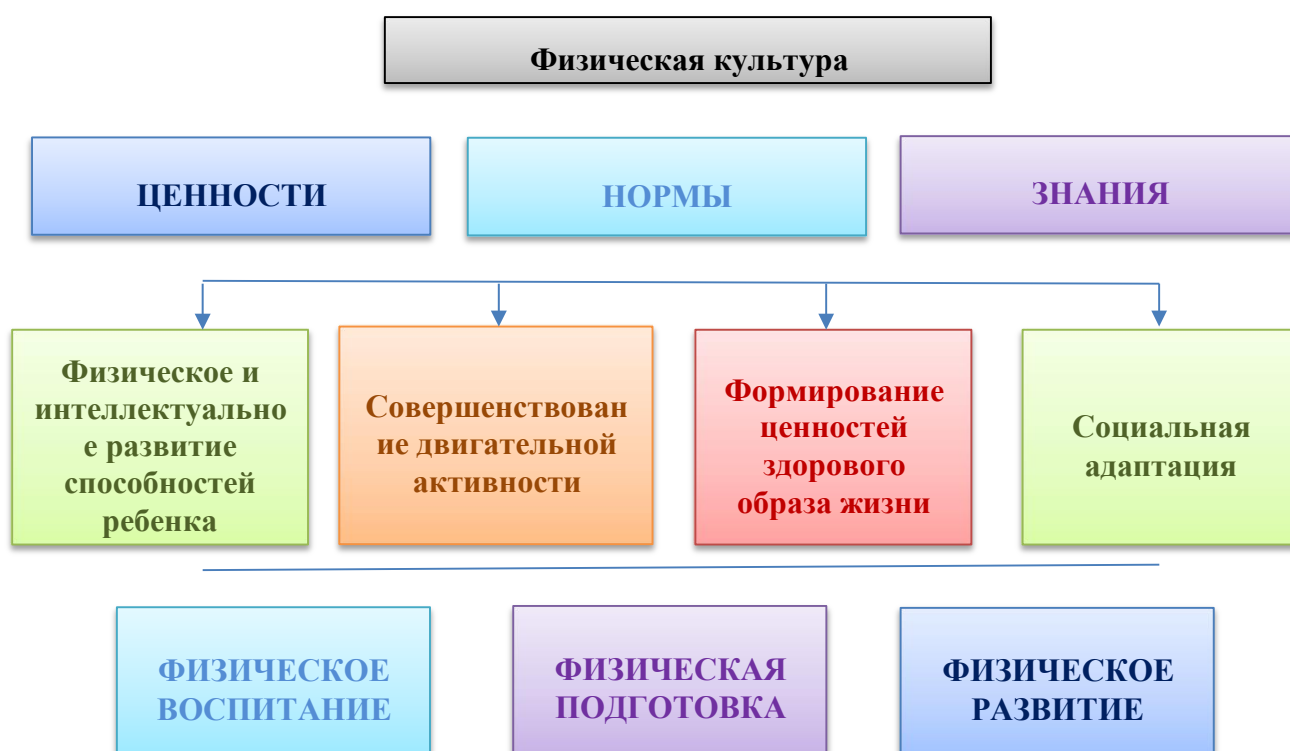 Физическая культура
ЦЕННОСТИ
НОРМЫ
ЗНАНИЯ
Физическое и
интеллектуально
е развитие
способностей
ребенка
Совершенствован
ие двигательной
активности
Формирование
ценностей
здорового
образа жизни
Социальная
адаптация
ФИЗИЧЕСКОЕ
ВОСПИТАНИЕ
ФИЗИЧЕСКАЯ
ПОДГОТОВКА
ФИЗИЧЕСКОЕ
РАЗВИТИЕ